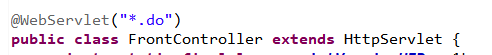 @WebServlet("*.do")
public class FrontController extends HttpServlet {